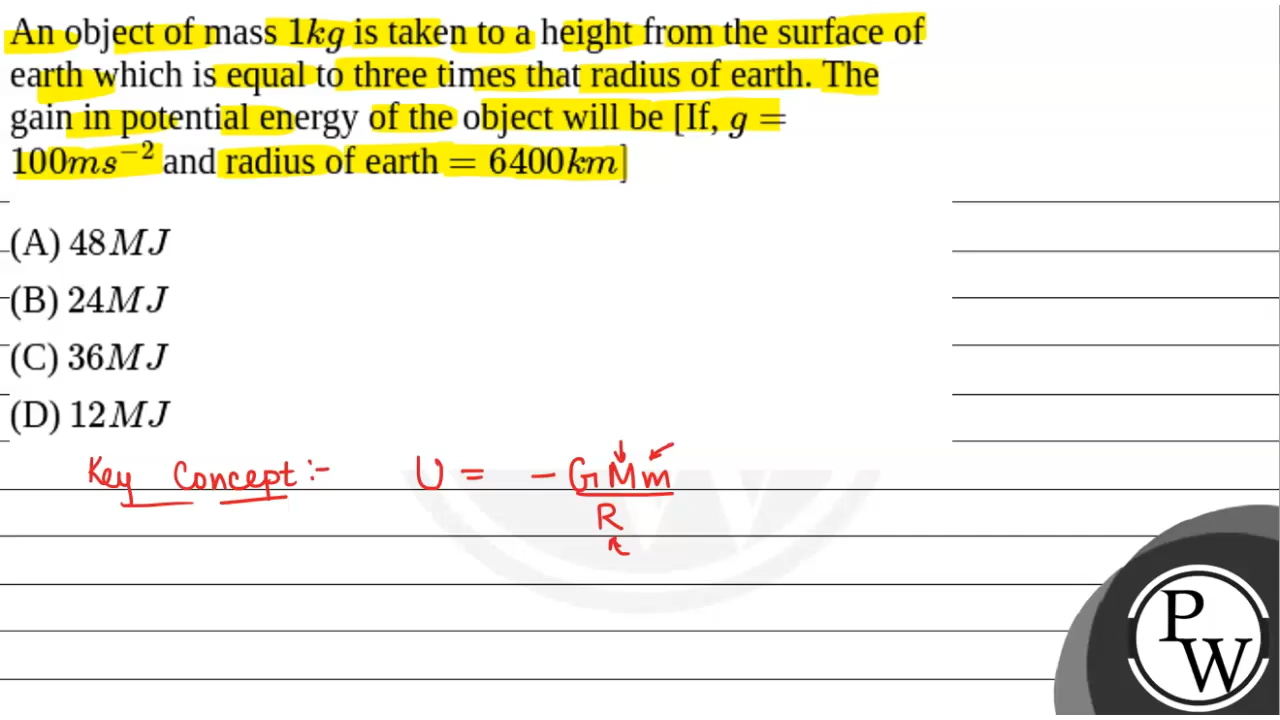 An object of mass 1kg is taken to a height from the surface of
earth which is equal to three times that radius of earth. The
gain in potential energy of the object will be [If, g =
100ms⁻² and radius of earth = 6400km]
(A) 48MJ
(B) 24MJ
(C) 36MJ
(D) 12MJ
Key Concept :- U = - GMm
R
P
W